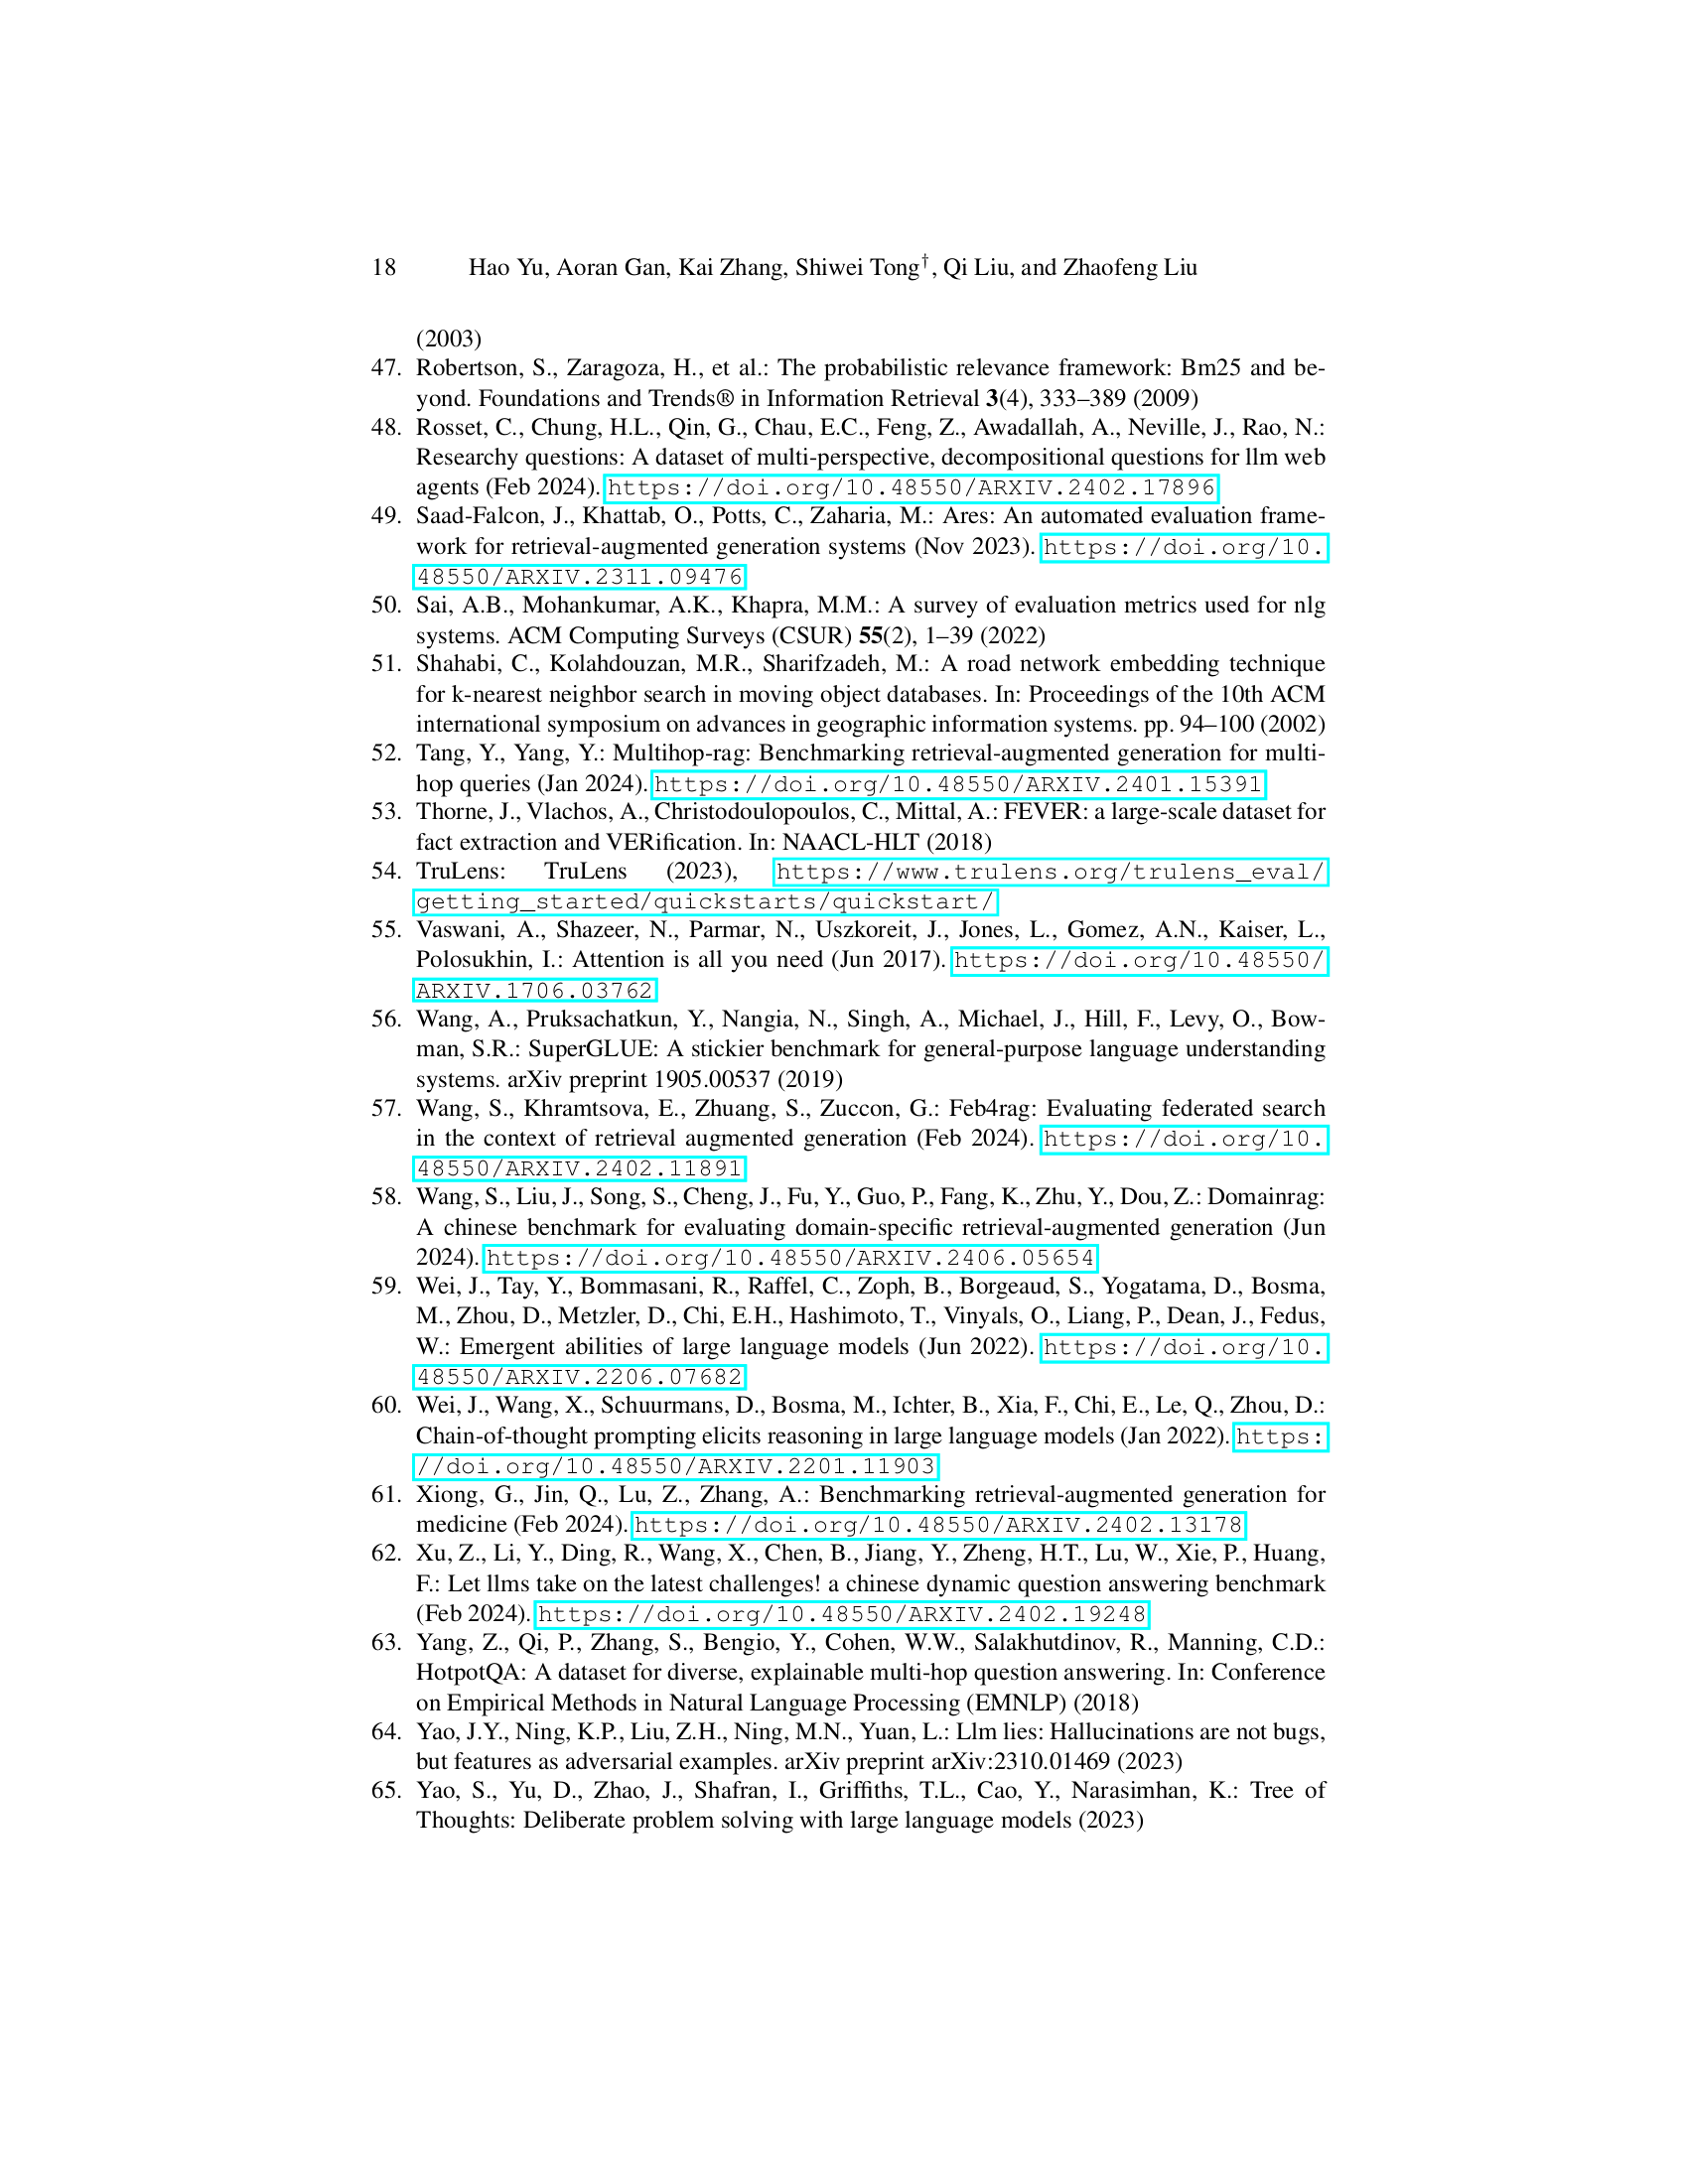 18 Hao Yu, Aoran Gan, Kai Zhang, Shiwei Tong†, Qi Liu, and Zhaofeng Liu
(2003)
47. Robertson, S., Zaragoza, H., et al.: The probabilistic relevance framework: Bm25 and be-
yond. Foundations and Trends® in Information Retrieval 3(4), 333–389 (2009)
48. Rosset, C., Chung, H.L., Qin, G., Chau, E.C., Feng, Z., Awadallah, A., Neville, J., Rao, N.:
Researchy questions: A dataset of multi-perspective, decompositional questions for llm web
agents (Feb 2024). https://doi.org/10.48550/ARXIV.2402.17896
49. Saad-Falcon, J., Khattab, O., Potts, C., Zaharia, M.: Ares: An automated evaluation frame-
work for retrieval-augmented generation systems (Nov 2023). https://doi.org/10.
48550/ARXIV.2311.09476
50. Sai, A.B., Mohankumar, A.K., Khapra, M.M.: A survey of evaluation metrics used for nlg
systems. ACM Computing Surveys (CSUR) 55(2), 1–39 (2022)
51. Shahabi, C., Kolahdouzan, M.R., Sharifzadeh, M.: A road network embedding technique
for k-nearest neighbor search in moving object databases. In: Proceedings of the 10th ACM
international symposium on advances in geographic information systems. pp. 94–100 (2002)
52. Tang, Y., Yang, Y.: Multihop-rag: Benchmarking retrieval-augmented generation for multi-
hop queries (Jan 2024). https://doi.org/10.48550/ARXIV.2401.15391
53. Thorne, J., Vlachos, A., Christodoulopoulos, C., Mittal, A.: FEVER: a large-scale dataset for
fact extraction and VERification. In: NAACL-HLT (2018)
54. TruLens: TruLens (2023), https://www.trulens.org/trulens_eval/
getting_started/quickstarts/quickstart/
55. Vaswani, A., Shazeer, N., Parmar, N., Uszkoreit, J., Jones, L., Gomez, A.N., Kaiser, L.,
Polosukhin, I.: Attention is all you need (Jun 2017). https://doi.org/10.48550/
ARXIV.1706.03762
56. Wang, A., Pruksachatkun, Y., Nangia, N., Singh, A., Michael, J., Hill, F., Levy, O., Bow-
man, S.R.: SuperGLUE: A stickier benchmark for general-purpose language understanding
systems. arXiv preprint 1905.00537 (2019)
57. Wang, S., Khramtsova, E., Zhuang, S., Zuccon, G.: Feb4rag: Evaluating federated search
in the context of retrieval augmented generation (Feb 2024). https://doi.org/10.
48550/ARXIV.2402.11891
58. Wang, S., Liu, J., Song, S., Cheng, J., Fu, Y., Guo, P., Fang, K., Zhu, Y., Dou, Z.: Domainrag:
A chinese benchmark for evaluating domain-specific retrieval-augmented generation (Jun
2024). https://doi.org/10.48550/ARXIV.2406.05654
59. Wei, J., Tay, Y., Bommasani, R., Raffel, C., Zoph, B., Borgeaud, S., Yogatama, D., Bosma,
M., Zhou, D., Metzler, D., Chi, E.H., Hashimoto, T., Vinyals, O., Liang, P., Dean, J., Fedus,
W.: Emergent abilities of large language models (Jun 2022). https://doi.org/10.
48550/ARXIV.2206.07682
60. Wei, J., Wang, X., Schuurmans, D., Bosma, M., Ichter, B., Xia, F., Chi, E., Le, Q., Zhou, D.:
Chain-of-thought prompting elicits reasoning in large language models (Jan 2022). https:
//doi.org/10.48550/ARXIV.2201.11903
61. Xiong, G., Jin, Q., Lu, Z., Zhang, A.: Benchmarking retrieval-augmented generation for
medicine (Feb 2024). https://doi.org/10.48550/ARXIV.2402.13178
62. Xu, Z., Li, Y., Ding, R., Wang, X., Chen, B., Jiang, Y., Zheng, H.T., Lu, W., Xie, P., Huang,
F.: Let llms take on the latest challenges! a chinese dynamic question answering benchmark
(Feb 2024). https://doi.org/10.48550/ARXIV.2402.19248
63. Yang, Z., Qi, P., Zhang, S., Bengio, Y., Cohen, W.W., Salakhutdinov, R., Manning, C.D.:
HotpotQA: A dataset for diverse, explainable multi-hop question answering. In: Conference
on Empirical Methods in Natural Language Processing (EMNLP) (2018)
64. Yao, J.Y., Ning, K.P., Liu, Z.H., Ning, M.N., Yuan, L.: Llm lies: Hallucinations are not bugs,
but features as adversarial examples. arXiv preprint arXiv:2310.01469 (2023)
65. Yao, S., Yu, D., Zhao, J., Shafran, I., Griffiths, T.L., Cao, Y., Narasimhan, K.: Tree of
Thoughts: Deliberate problem solving with large language models (2023)